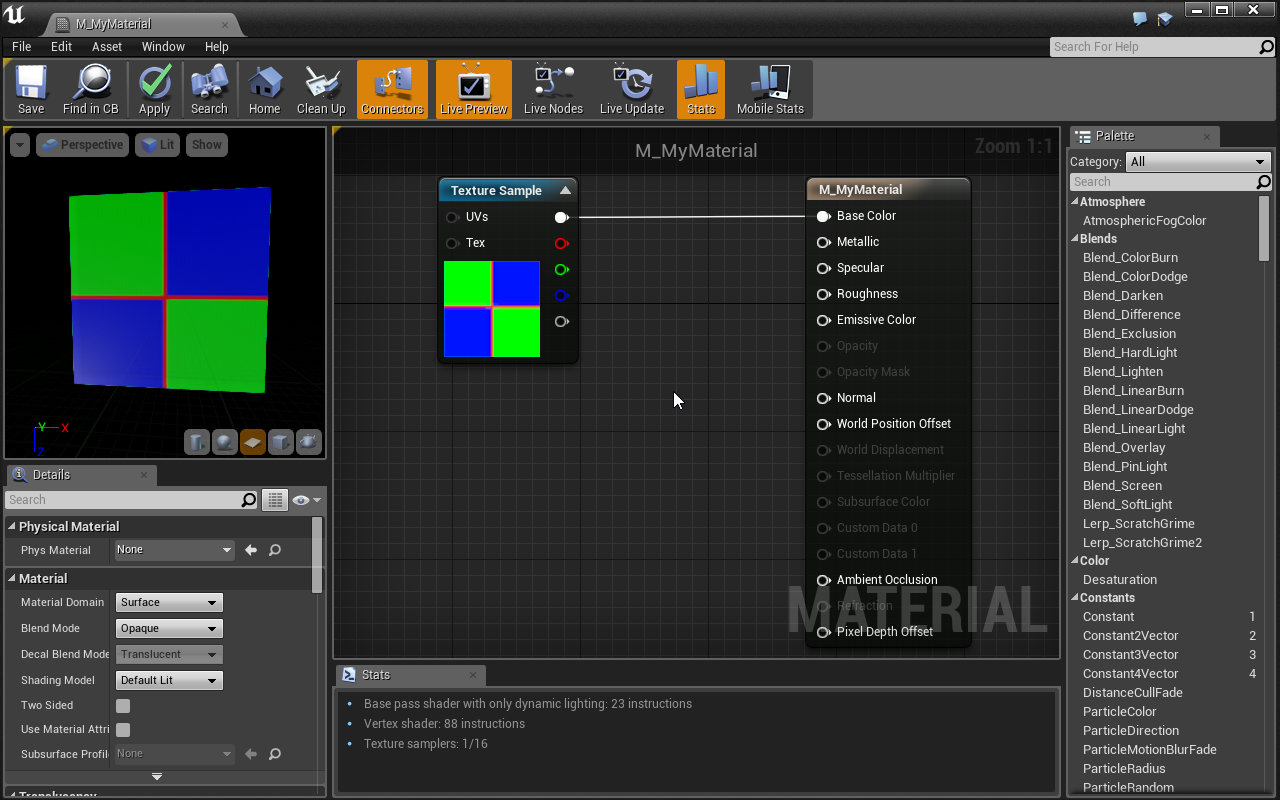 M_MyMaterial
File Edit Asset Window Help
Search For Help
Save Find in CB Apply Search Home Clean Up Connectors Live Preview Live Nodes Live Update Stats Mobile Stats
Perspective Lit Show
Y X
Z
Details
Search
Physical Material
Phys Material None
Material
Material Domain Surface
Blend Mode Opaque
Decal Blend Mode Translucent
Shading Model Default Lit
Two Sided
Use Material Attri
Subsurface Profil None
Translucency
M_MyMaterial
Zoom 1:1
Texture Sample
UVs
Tex
M_MyMaterial
Base Color
Metallic
Specular
Roughness
Emissive Color
Opacity
Opacity Mask
Normal
World Position Offset
World Displacement
Tessellation Multiplier
Subsurface Color
Custom Data 0
Custom Data 1
Ambient Occlusion
Refraction
Pixel Depth Offset
MATERIAL
Stats
Base pass shader with only dynamic lighting: 23 instructions
Vertex shader: 88 instructions
Texture samplers: 1/16
Palette
Category: All
Search
Atmosphere
AtmosphericFogColor
Blends
Blend_ColorBurn
Blend_ColorDodge
Blend_Darken
Blend_Difference
Blend_Exclusion
Blend_HardLight
Blend_Lighten
Blend_LinearBurn
Blend_LinearDodge
Blend_LinearLight
Blend_Overlay
Blend_PinLight
Blend_Screen
Blend_SoftLight
Lerp_ScratchGrime
Lerp_ScratchGrime2
Color
Desaturation
Constants
Constant 1
Constant2Vector 2
Constant3Vector 3
Constant4Vector 4
DistanceCullFade
ParticleColor
ParticleDirection
ParticleMotionBlurFade
ParticleRadius
ParticleRandom